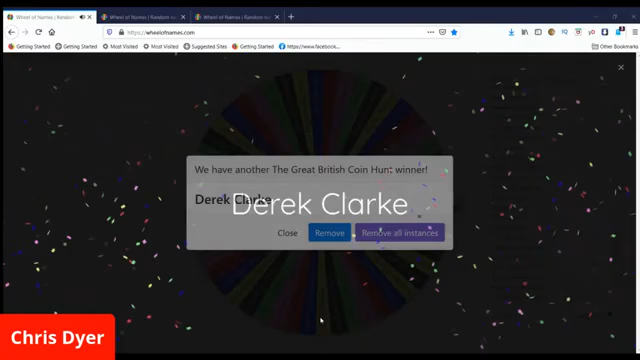 Wheel of Names | Random na
Wheel of Names | Random na
Wheel of Names | Random na
https://wheelofnames.com
Getting Started
Getting Started
Most Visited
Most Visited
Suggested Sites
Getting Started
https://www.facebook...
Other Bookmarks
We have another The Great British Coin Hunt winner!
Derek Clarke
Derek Clarke
Close
Remove
Remove all instances
Chris Dyer